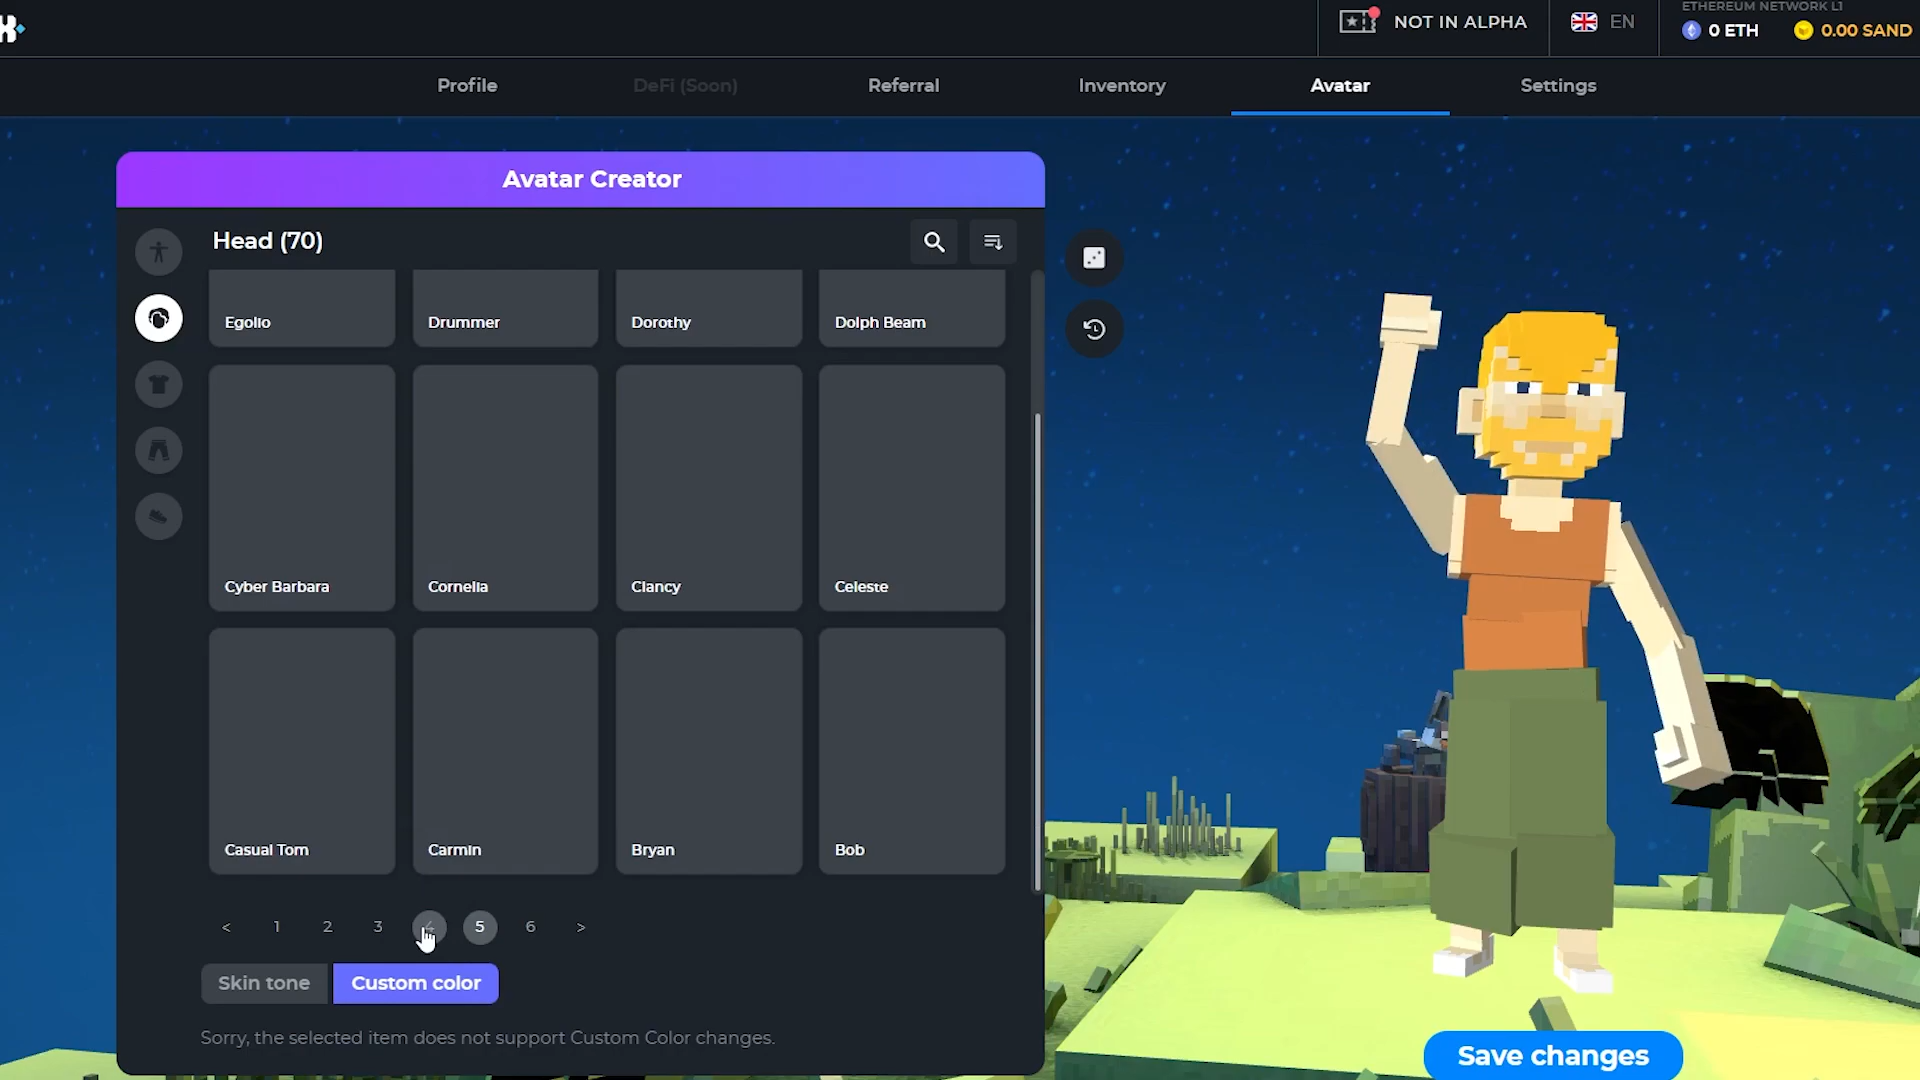 ETHEREUM NETWORK L1
NOT IN ALPHA
EN
0 ETH
0.00 SAND
Profile
DeFi (Soon)
Referral
Inventory
Avatar
Settings
Avatar Creator
Head (70)
Egolio
Drummer
Dorothy
Dolph Beam
Cyber Barbara
Cornelia
Clancy
Celeste
Casual Tom
Carmin
Bryan
Bob
< 1 2 3 4 5 6 >
Skin tone
Custom color
Sorry, the selected item does not support Custom Color changes.
Save changes